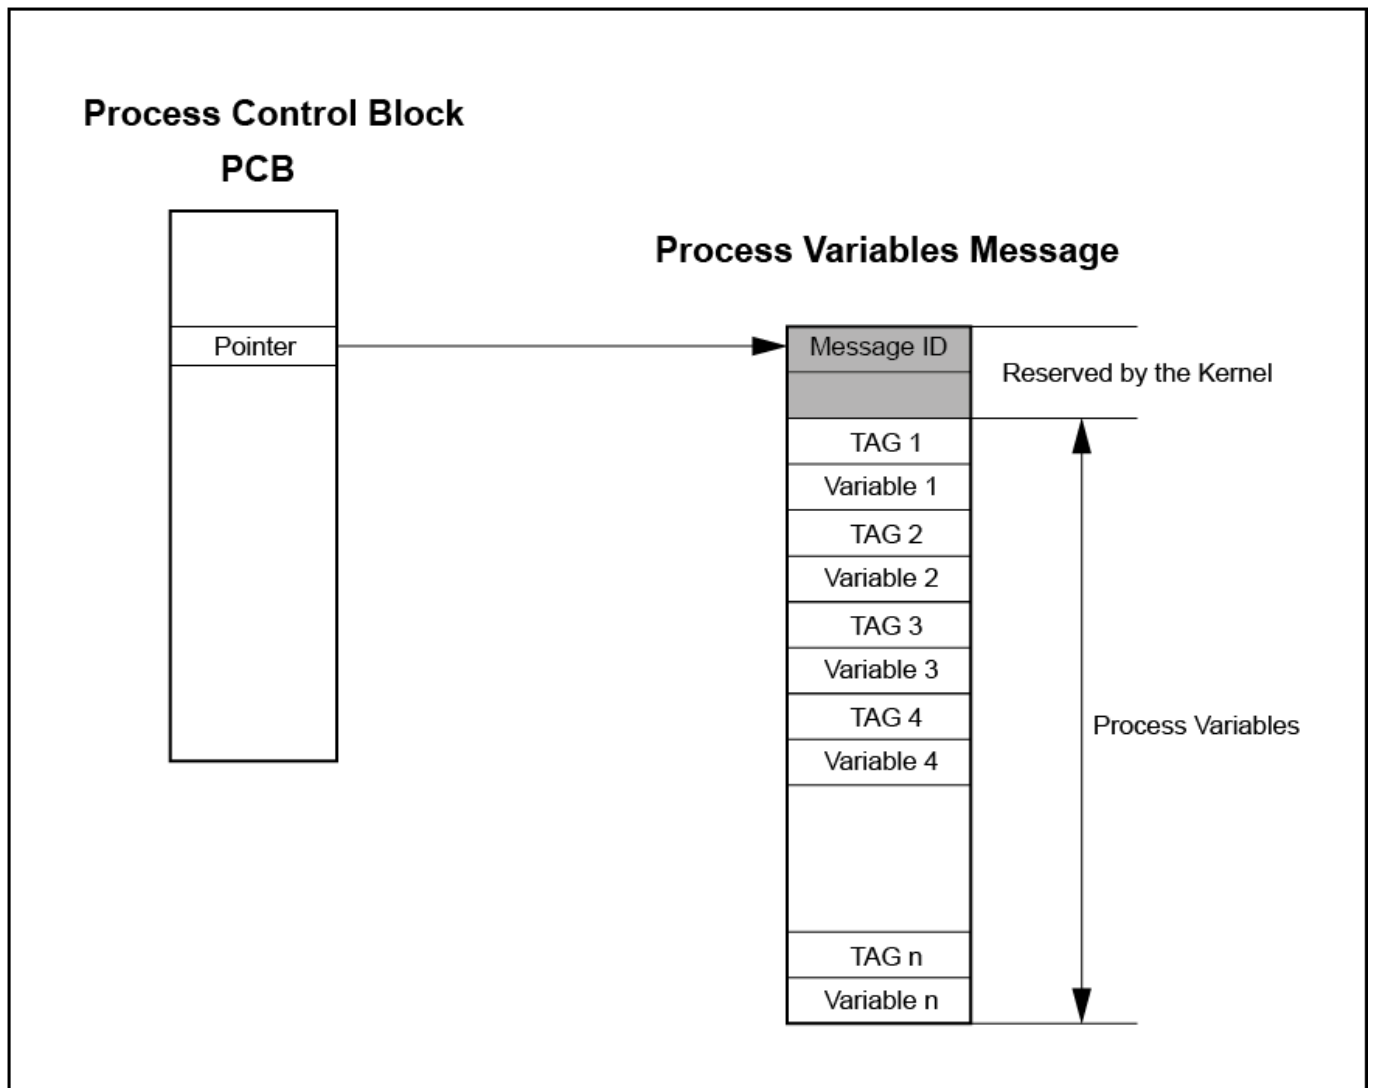 Process Control Block
PCB
Process Variables Message
Pointer
Message ID
Reserved by the Kernel
TAG 1
Variable 1
TAG 2
Variable 2
TAG 3
Variable 3
TAG 4
Process Variables
Variable 4
TAG n
Variable n